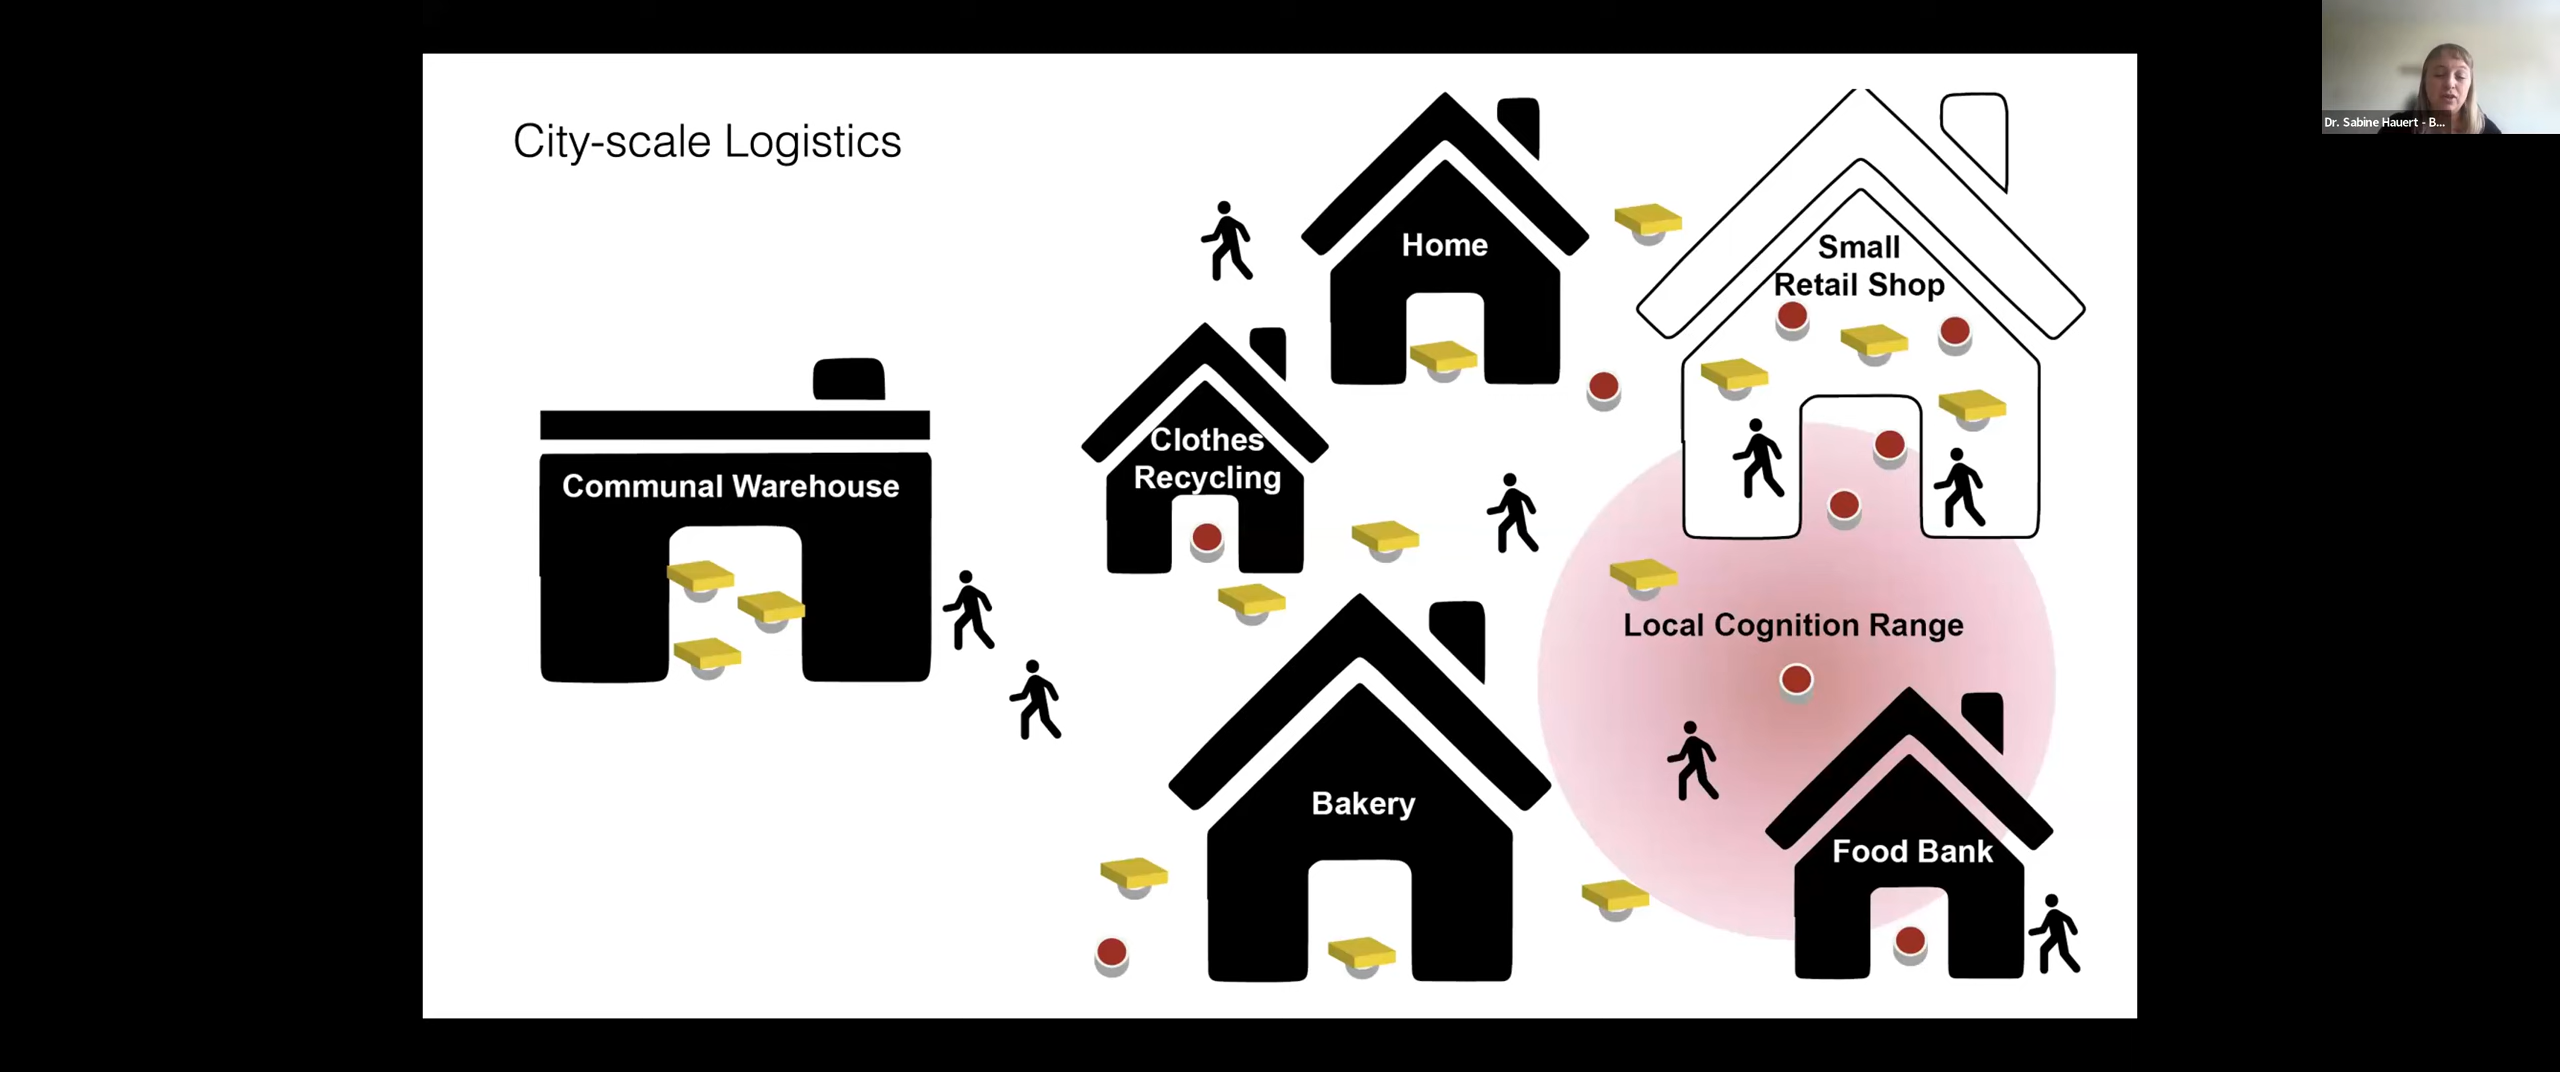 City-scale Logistics
Home
Small
Retail Shop
Clothes
Recycling
Communal Warehouse
Local Cognition Range
Bakery
Food Bank
Dr. Sabine Hauert - B...